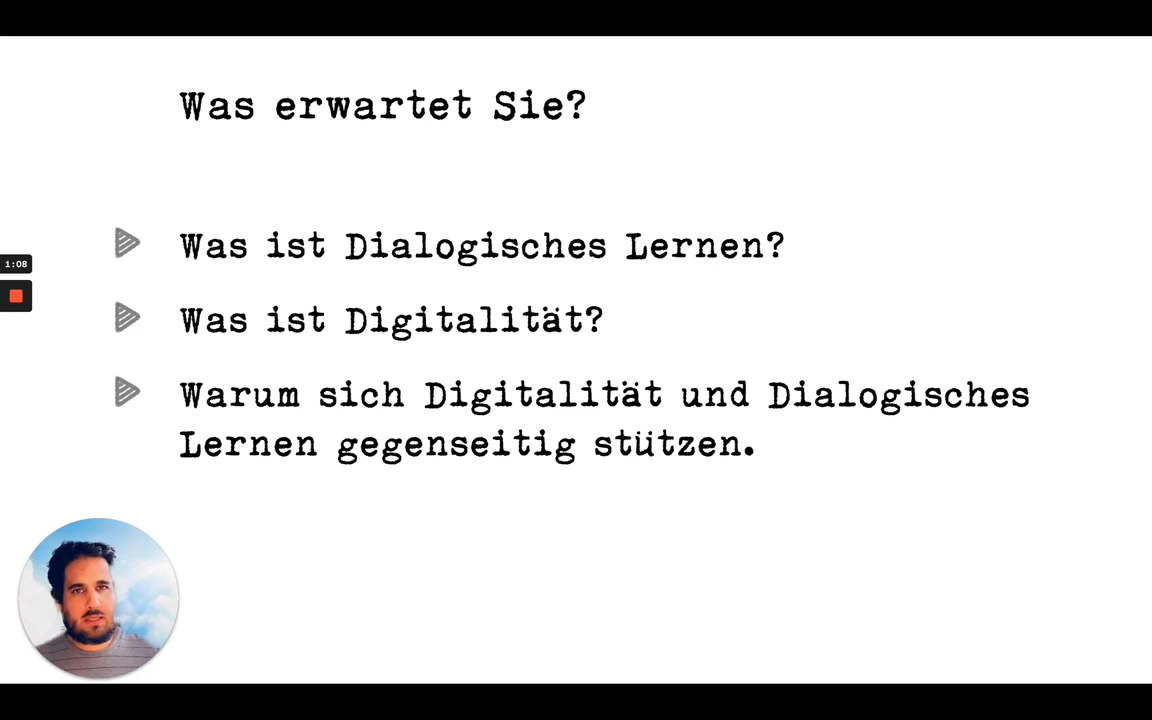 Was erwartet Sie?
Was ist Dialogisches Lernen?
1:08
Was ist Digitalität?
Warum sich Digitalität und Dialogisches
Lernen gegenseitig stützen.